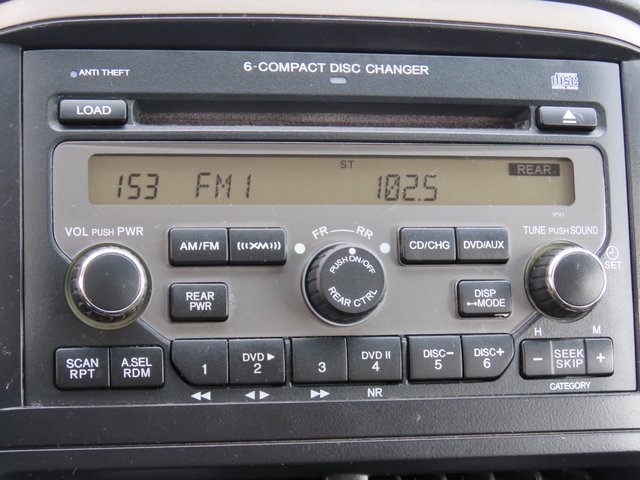 6-COMPACT DISC CHANGER
ANTI THEFT
disc
LOAD
ST
REAR
153 FM1 102.5
VOL PUSH PWR
AM/FM
XM
FR
RR
CD/CHG
DVD/AUX
TUNE PUSH SOUND
PUSH ON/OFF
REAR CTRL
SET
REAR PWR
DISP MODE
H
M
SCAN RPT
A.SEL RDM
1
DVD 2
3
DVD 4
DISC- 5
DISC+ 6
−
SEEK SKIP
+
NR
CATEGORY